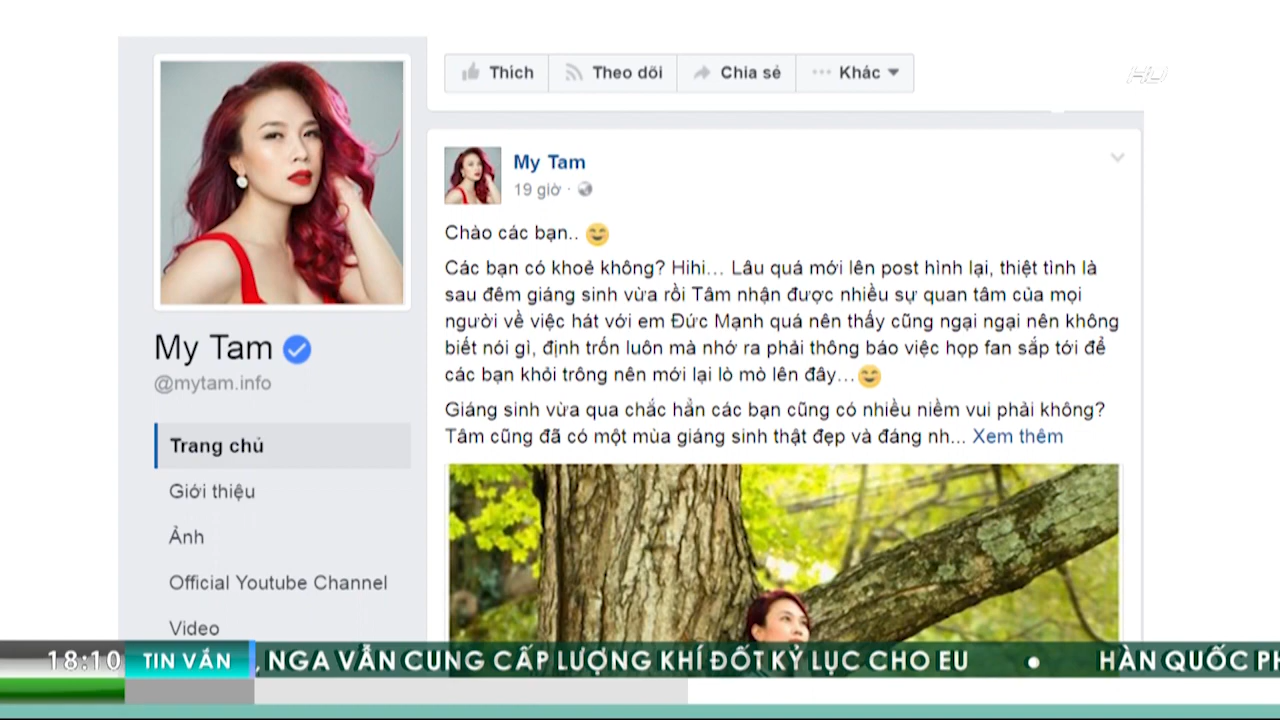 Thích
Theo dõi
Chia sẻ
Khác
My Tam
19 giờ
Chào các bạn..
Các bạn có khoẻ không? Hihi... Lâu quá mới lên post hình lại, thiệt tình là
sau đêm giáng sinh vừa rồi Tâm nhận được nhiều sự quan tâm của mọi
người về việc hát với em Đức Mạnh quá nên thấy cũng ngại ngại nên không
biết nói gì, định trốn luôn mà nhớ ra phải thông báo việc họp fan sắp tới để
các bạn khỏi trông nên mới lại lò mò lên đây...
Giáng sinh vừa qua chắc hẳn các bạn cũng có nhiều niềm vui phải không?
Tâm cũng đã có một mùa giáng sinh thật đẹp và đáng nh... Xem thêm
My Tam
@mytam.info
Trang chủ
Giới thiệu
Ảnh
Official Youtube Channel
Video
18:10
TIN VẮN
, NGA VẪN CUNG CẤP LƯỢNG KHÍ ĐỐT KỶ LỤC CHO EU • HÀN QUỐC PH